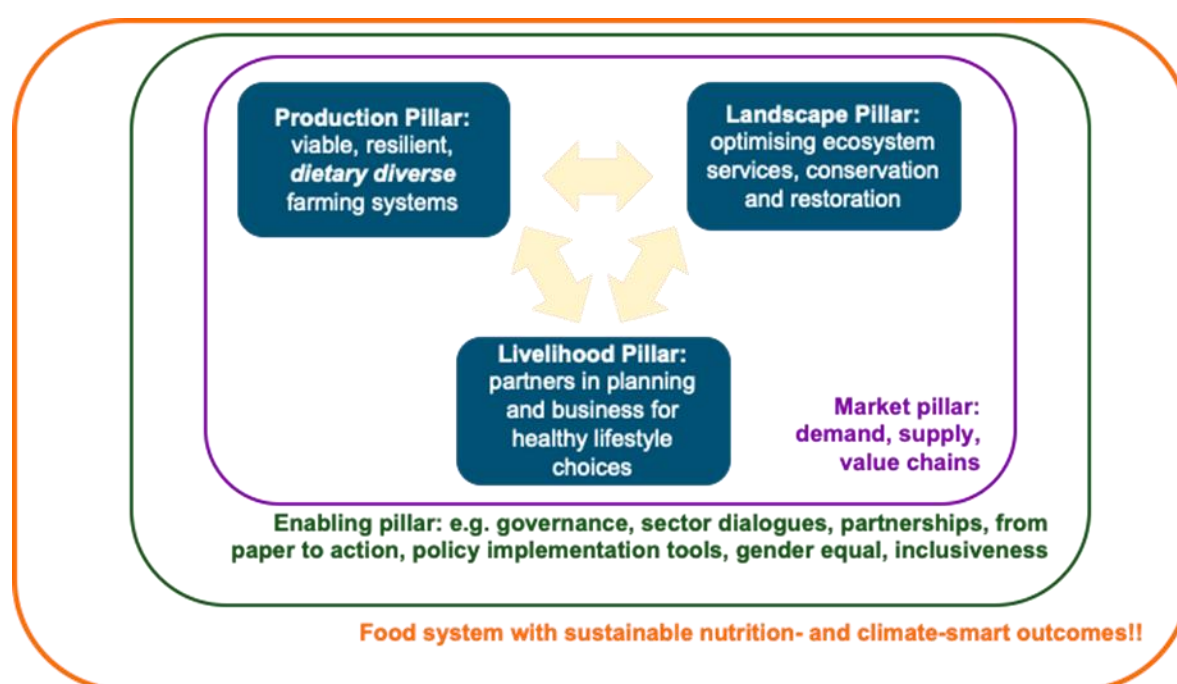 Production Pillar:
viable, resilient,
dietary diverse
farming systems
Landscape Pillar:
optimising ecosystem
services, conservation
and restoration
Livelihood Pillar:
partners in planning
and business for
healthy lifestyle
choices
Market pillar:
demand, supply,
value chains
Enabling pillar: e.g. governance, sector dialogues, partnerships, from
paper to action, policy implementation tools, gender equal, inclusiveness
Food system with sustainable nutrition- and climate-smart outcomes!!